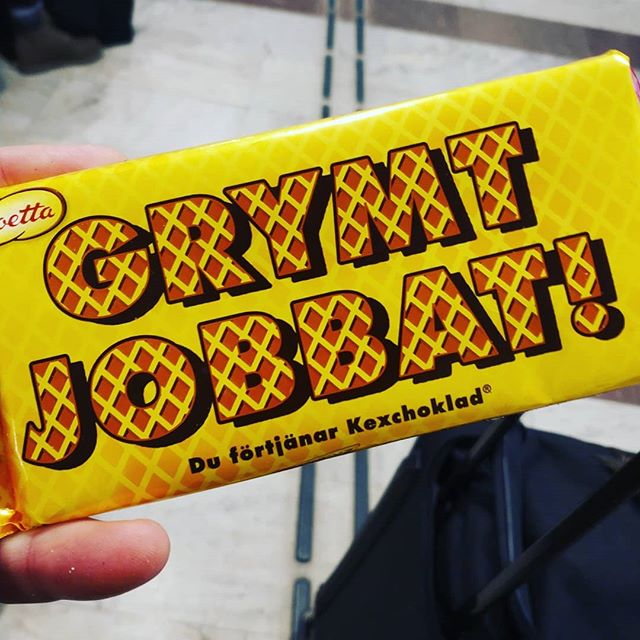 GRYMT
JOBBAT!
Du förtjänar Kexchoklad®